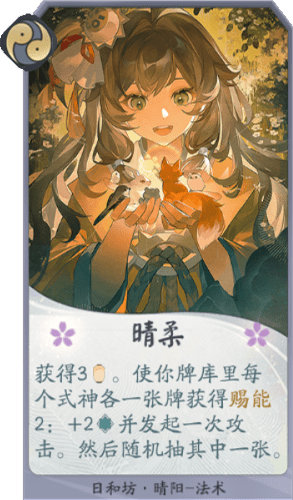 晴柔
获得3。使你牌库里每
个式神各一张牌获得赐能
2：+2并发起一次攻
击。然后随机抽其中一张。
日和坊·晴阳-法术